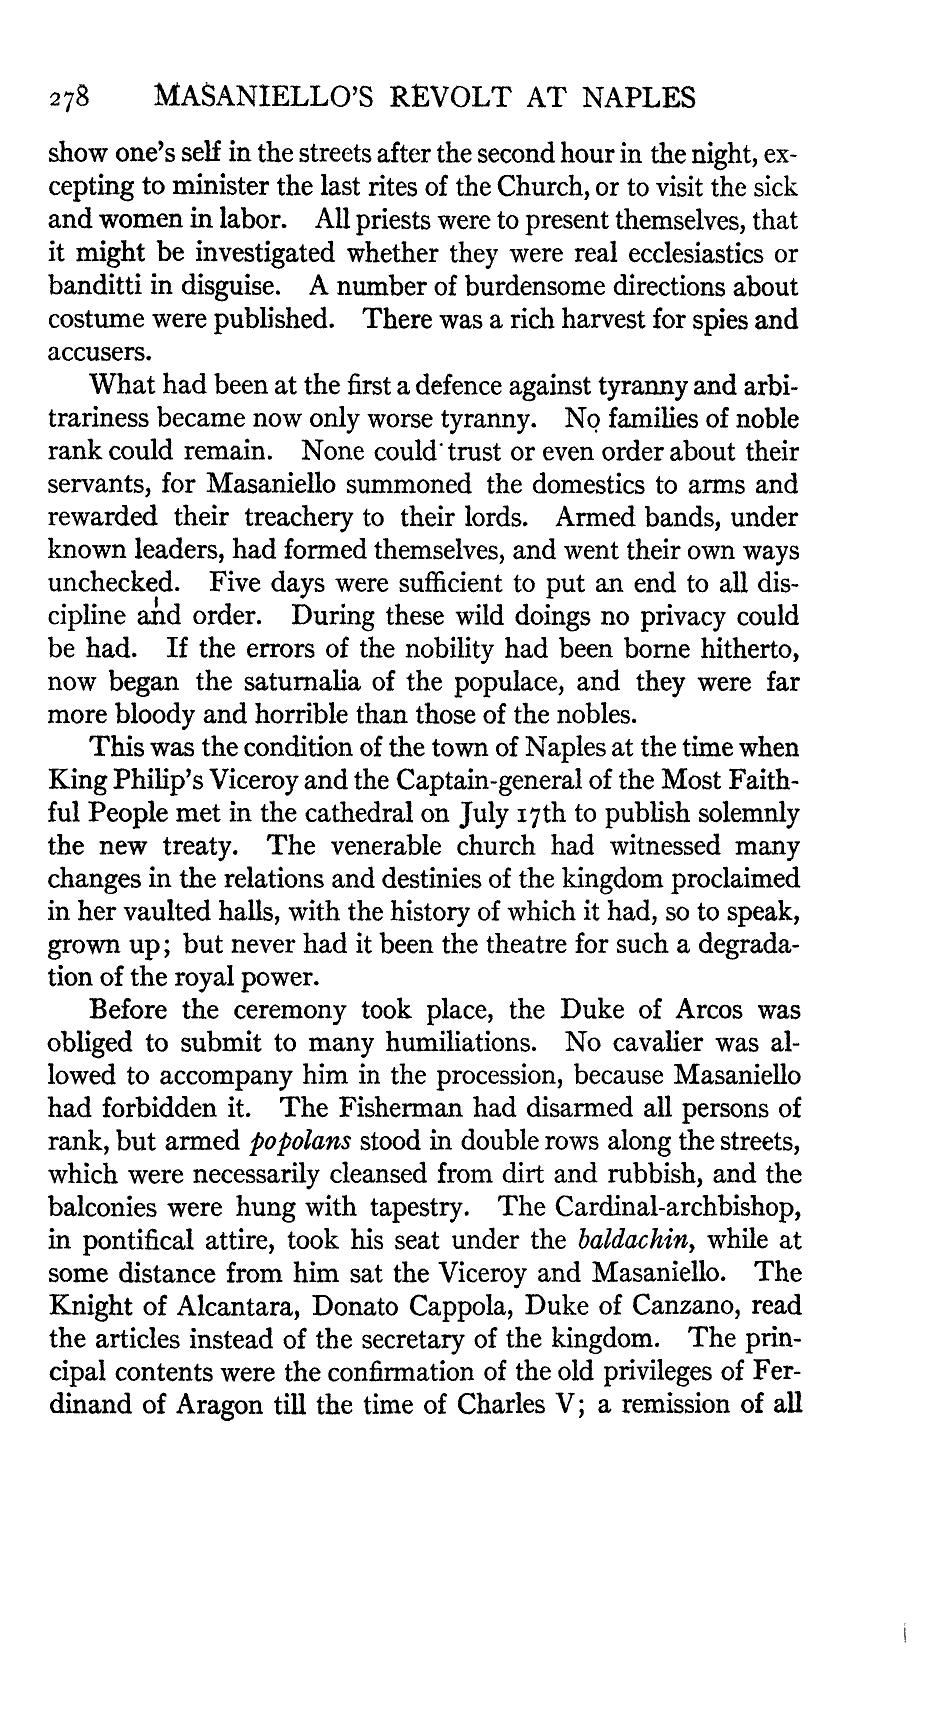 278 MASANIELLO'S REVOLT AT NAPLES
show one's self in the streets after the second hour in the night, ex-
cepting to minister the last rites of the Church, or to visit the sick
and women in labor. All priests were to present themselves, that
it might be investigated whether they were real ecclesiastics or
banditti in disguise. A number of burdensome directions about
costume were published. There was a rich harvest for spies and
accusers.
What had been at the first a defence against tyranny and arbi-
trariness became now only worse tyranny. No families of noble
rank could remain. None could trust or even order about their
servants, for Masaniello summoned the domestics to arms and
rewarded their treachery to their lords. Armed bands, under
known leaders, had formed themselves, and went their own ways
unchecked. Five days were sufficient to put an end to all dis-
cipline and order. During these wild doings no privacy could
be had. If the errors of the nobility had been borne hitherto,
now began the saturnalia of the populace, and they were far
more bloody and horrible than those of the nobles.
This was the condition of the town of Naples at the time when
King Philip's Viceroy and the Captain-general of the Most Faith-
ful People met in the cathedral on July 17th to publish solemnly
the new treaty. The venerable church had witnessed many
changes in the relations and destinies of the kingdom proclaimed
in her vaulted halls, with the history of which it had, so to speak,
grown up; but never had it been the theatre for such a degrada-
tion of the royal power.
Before the ceremony took place, the Duke of Arcos was
obliged to submit to many humiliations. No cavalier was al-
lowed to accompany him in the procession, because Masaniello
had forbidden it. The Fisherman had disarmed all persons of
rank, but armed popolans stood in double rows along the streets,
which were necessarily cleansed from dirt and rubbish, and the
balconies were hung with tapestry. The Cardinal-archbishop,
in pontifical attire, took his seat under the baldachin, while at
some distance from him sat the Viceroy and Masaniello. The
Knight of Alcantara, Donato Cappola, Duke of Canzano, read
the articles instead of the secretary of the kingdom. The prin-
cipal contents were the confirmation of the old privileges of Fer-
dinand of Aragon till the time of Charles V; a remission of all